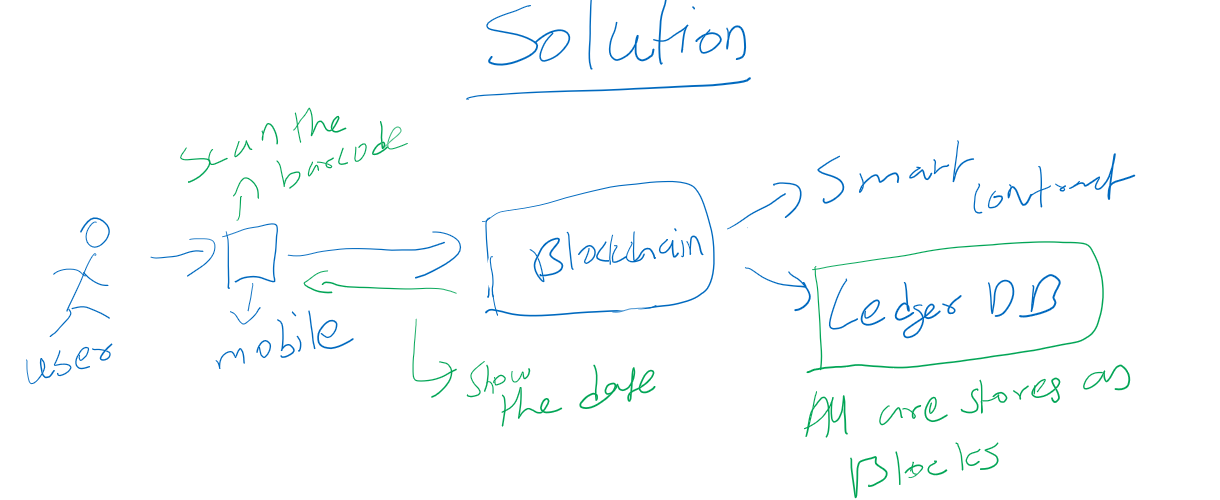 Solution
scan the
barcode
Smart
contract
Blockchain
Ledger DB
user
mobile
show
the date
All are stores as
Blocks